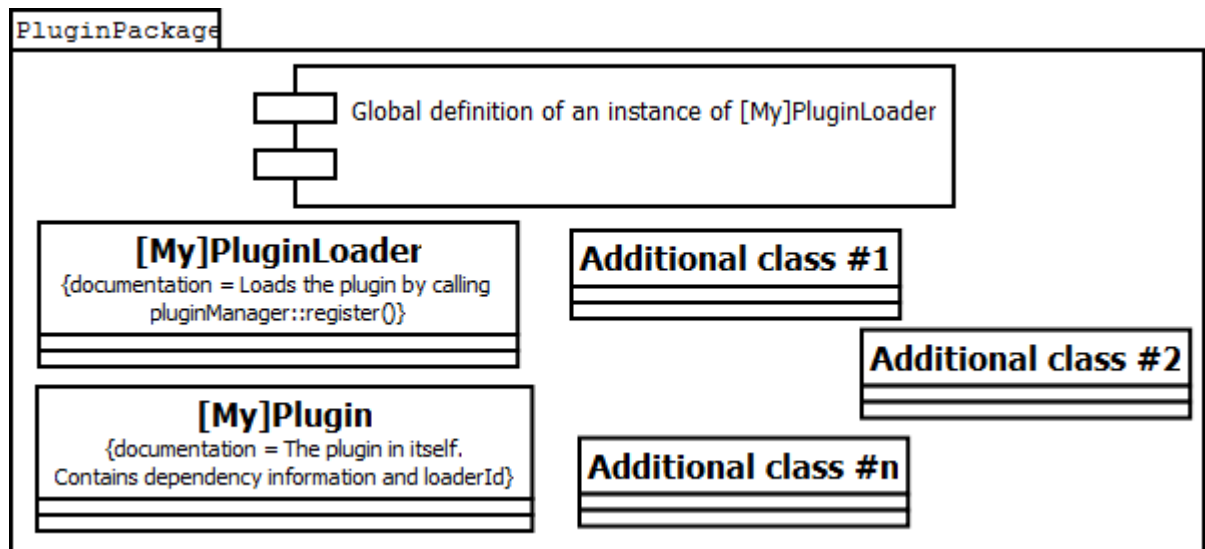 PluginPackage
Global definition of an instance of [My]PluginLoader
[My]PluginLoader
{documentation = Loads the plugin by calling
pluginManager::register()}
Additional class #1
Additional class #2
[My]Plugin
{documentation = The plugin in itself.
Contains dependency information and loaderId}
Additional class #n